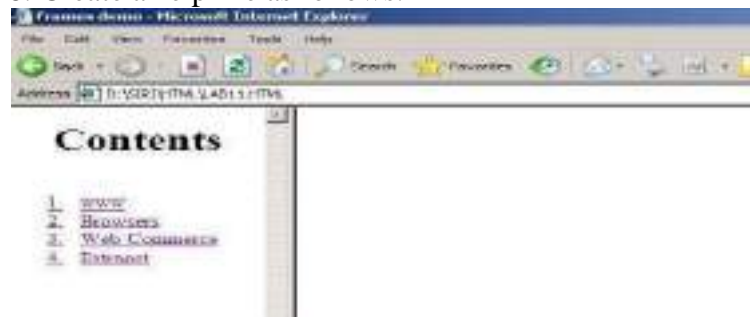 Frames demo - Microsoft Internet Explorer
File Edit View Favorites Tools Help
Back Search Favorites
Address
Contents
1. www
2. Browsers
3. Web Commerce
4. Extranet